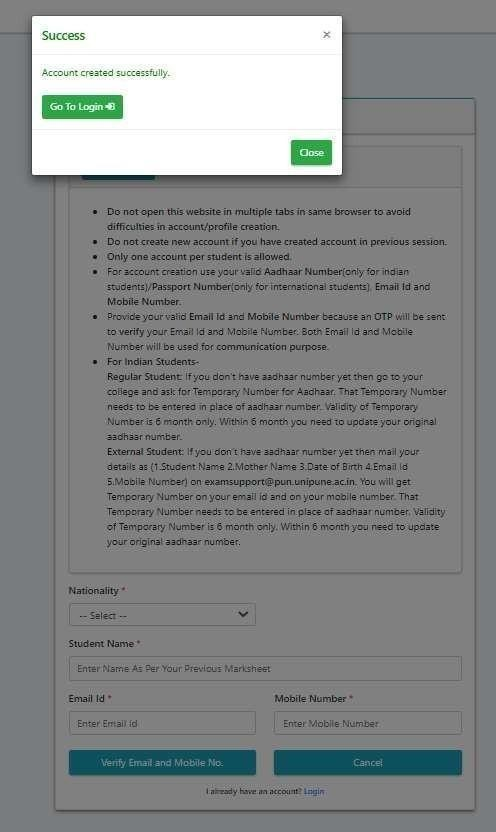 Success ×
Account created successfully.
Go To Login
Close
Do not open this website in multiple tabs in same browser to avoid
difficulties in account/profile creation.
Do not create new account if you have created account in previous session.
Only one account per student is allowed.
For account creation use your valid Aadhaar Number(only for indian
students)/Passport Number(only for international students), Email Id and
Mobile Number.
Provide your valid Email Id and Mobile Number because an OTP will be sent
to verify your Email Id and Mobile Number. Both Email Id and Mobile
Number will be used for communication purpose.
For Indian Students-
Regular Student: If you don't have aadhaar number yet then go to your
college and ask for Temporary Number for Aadhaar. That Temporary Number
needs to be entered in place of aadhaar number. Validity of Temporary
Number is 6 month only. Within 6 month you need to update your original
aadhaar number.
External Student: If you don't have aadhaar number yet then mail your
details as (1.Student Name 2.Mother Name 3.Date of Birth 4.Email Id
5.Mobile Number) on examsupport@pun.unipune.ac.in. You will get
Temporary Number on your email id and on your mobile number. That
Temporary Number needs to be entered in place of aadhaar number. Validity
of Temporary Number is 6 month only. Within 6 month you need to update
your original aadhaar number.
Nationality *
-- Select --
Student Name *
Enter Name As Per Your Previous Marksheet
Email Id * Mobile Number *
Enter Email Id Enter Mobile Number
Verify Email and Mobile No. Cancel
I already have an account? Login